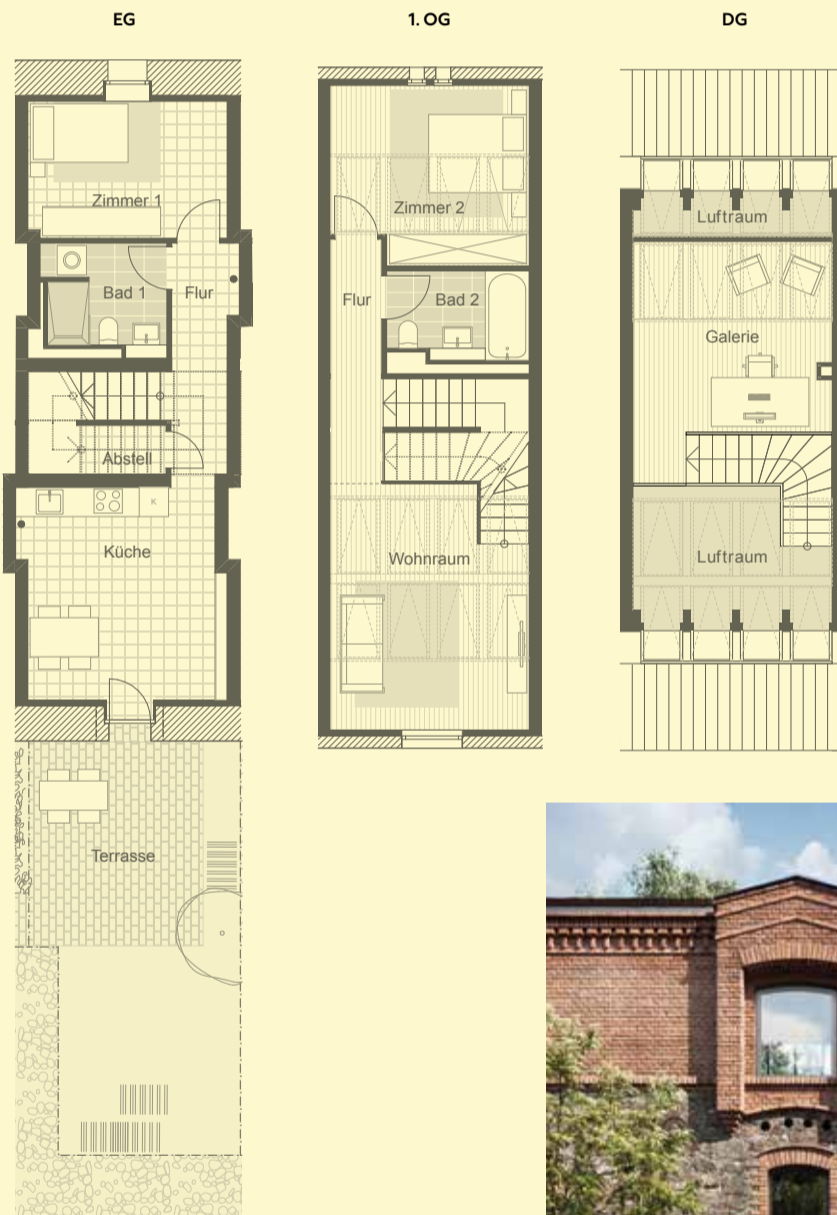 EG
Zimmer 1
Bad 1
Flur
Abstell
K
Küche
Terrasse
1. OG
Zimmer 2
Flur
Bad 2
Wohnraum
DG
Luftraum
Galerie
Luftraum